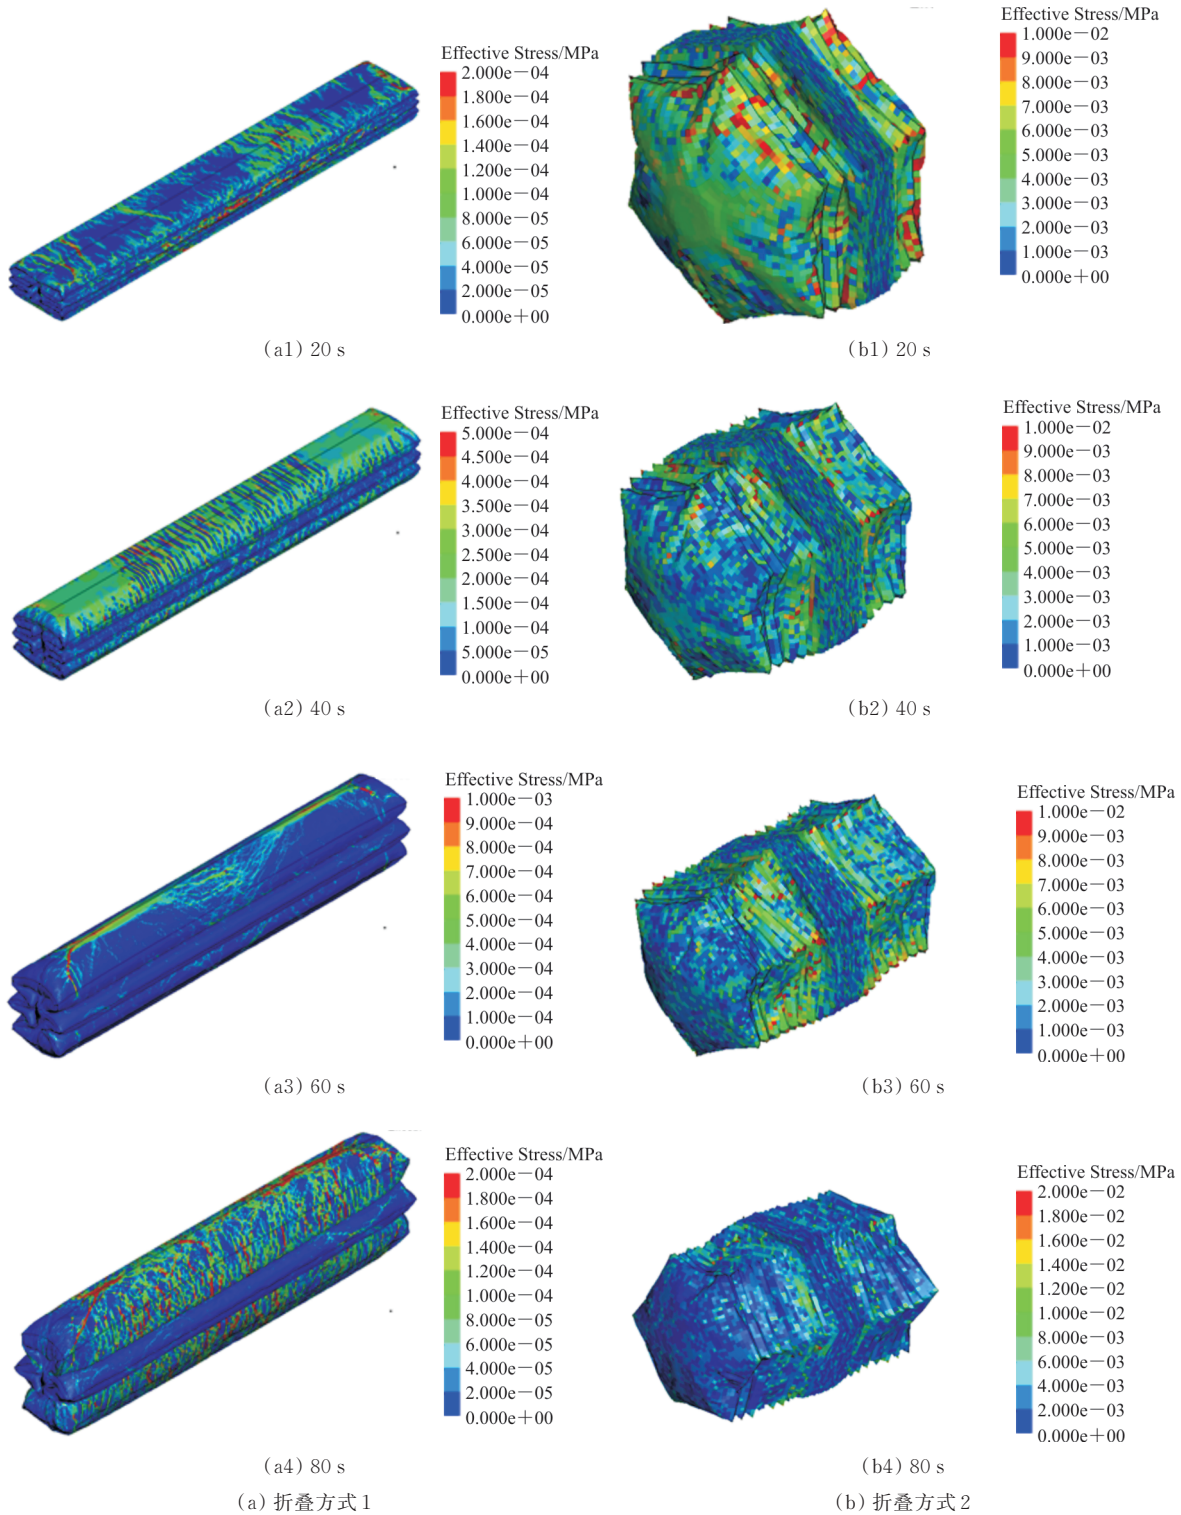 Effective Stress/MPa
2.000e−04
1.800e−04
1.600e−04
1.400e−04
1.200e−04
1.000e−04
8.000e−05
6.000e−05
4.000e−05
2.000e−05
0.000e+00
(a1) 20 s
Effective Stress/MPa
1.000e−02
9.000e−03
8.000e−03
7.000e−03
6.000e−03
5.000e−03
4.000e−03
3.000e−03
2.000e−03
1.000e−03
0.000e+00
(b1) 20 s
Effective Stress/MPa
5.000e−04
4.500e−04
4.000e−04
3.500e−04
3.000e−04
2.500e−04
2.000e−04
1.500e−04
1.000e−04
5.000e−05
0.000e+00
(a2) 40 s
Effective Stress/MPa
1.000e−02
9.000e−03
8.000e−03
7.000e−03
6.000e−03
5.000e−03
4.000e−03
3.000e−03
2.000e−03
1.000e−03
0.000e+00
(b2) 40 s
Effective Stress/MPa
1.000e−03
9.000e−04
8.000e−04
7.000e−04
6.000e−04
5.000e−04
4.000e−04
3.000e−04
2.000e−04
1.000e−04
0.000e+00
(a3) 60 s
Effective Stress/MPa
1.000e−02
9.000e−03
8.000e−03
7.000e−03
6.000e−03
5.000e−03
4.000e−03
3.000e−03
2.000e−03
1.000e−03
0.000e+00
(b3) 60 s
Effective Stress/MPa
2.000e−04
1.800e−04
1.600e−04
1.400e−04
1.200e−04
1.000e−04
8.000e−05
6.000e−05
4.000e−05
2.000e−05
0.000e+00
(a4) 80 s
Effective Stress/MPa
2.000e−02
1.800e−02
1.600e−02
1.400e−02
1.200e−02
1.000e−02
8.000e−03
6.000e−03
4.000e−03
2.000e−03
0.000e+00
(b4) 80 s
(a) 折叠方式1
(b) 折叠方式2